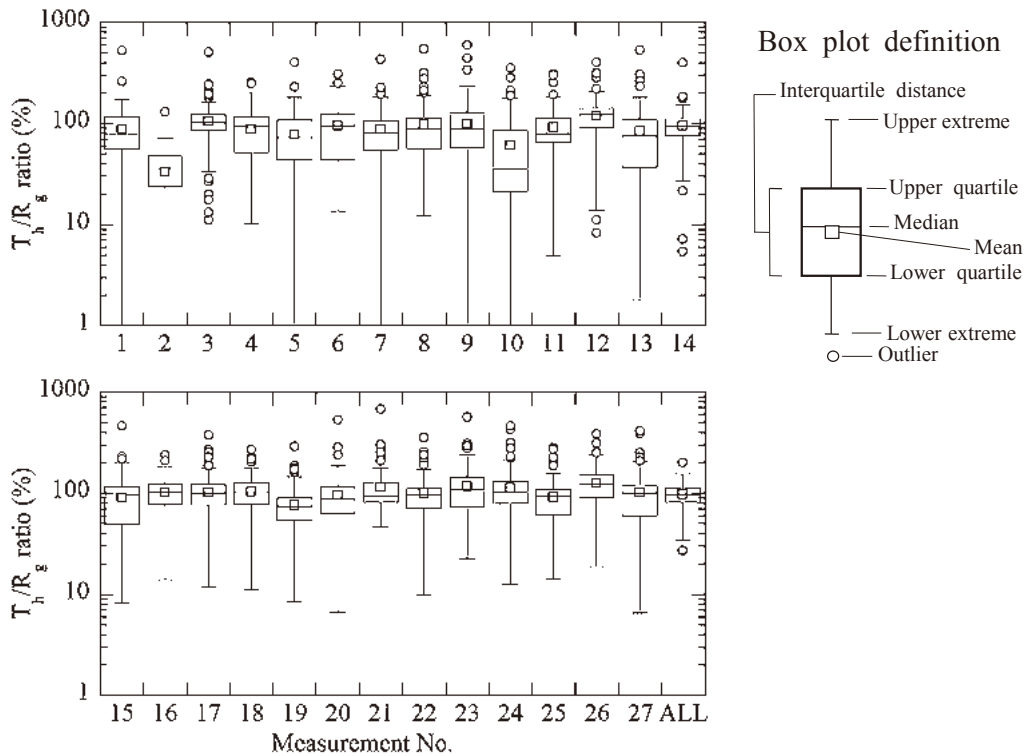 1000
100
10
1
T_h/R_g ratio (%)
1 2 3 4 5 6 7 8 9 10 11 12 13 14
Box plot definition
Interquartile distance
Upper extreme
Upper quartile
Median
Mean
Lower quartile
Lower extreme
Outlier
1000
100
10
1
T_h/R_g ratio (%)
15 16 17 18 19 20 21 22 23 24 25 26 27 ALL
Measurement No.